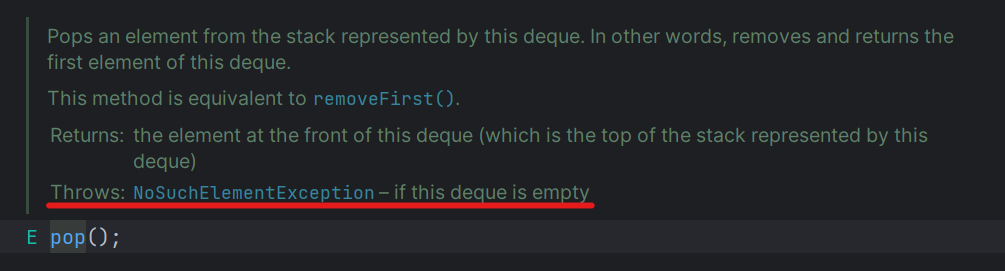 Pops an element from the stack represented by this deque. In other words, removes and returns the
first element of this deque.
This method is equivalent to removeFirst().
Returns: the element at the front of this deque (which is the top of the stack represented by this
deque)
Throws: NoSuchElementException – if this deque is empty
E pop();